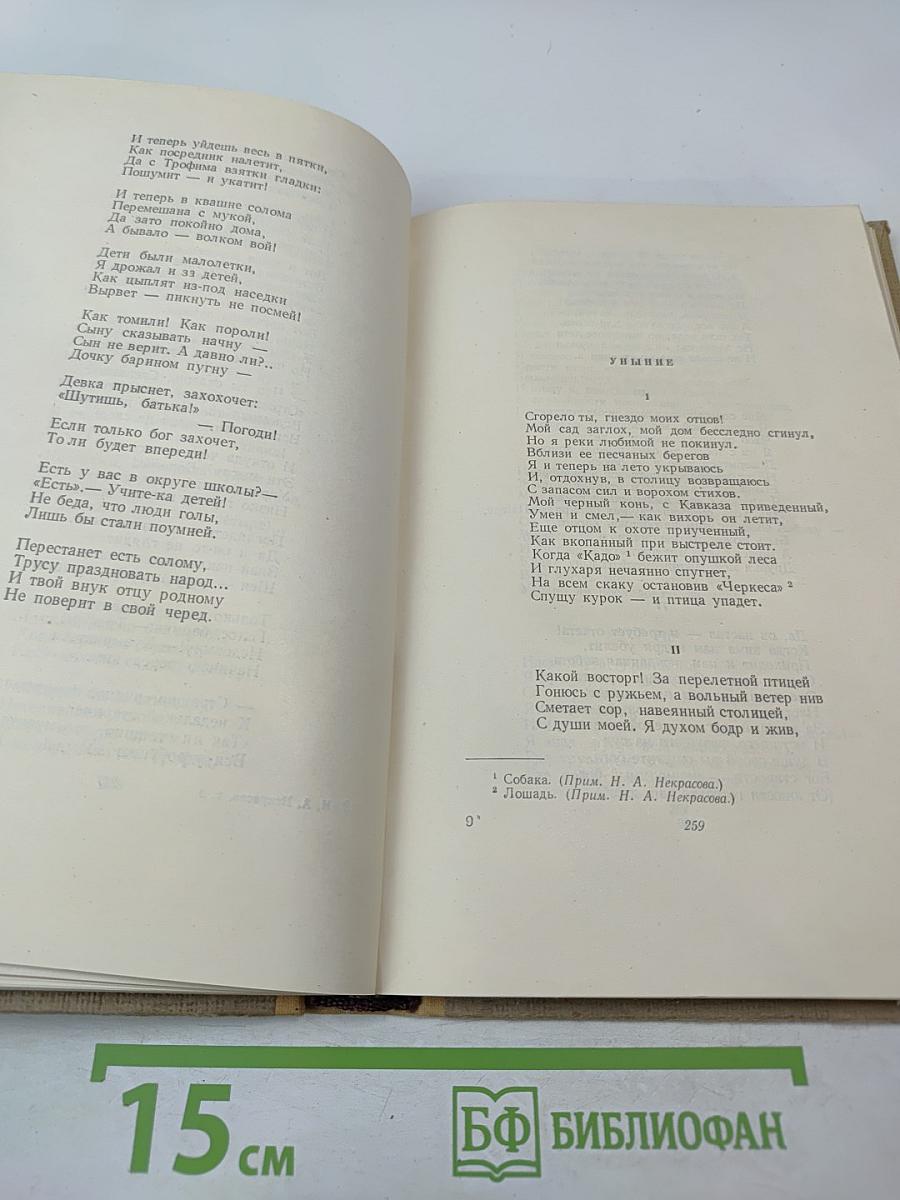 И теперь уйдешь весь в пятки,
Как посредник налетит,
Да с Трофима взятки гладки:
Пошумит — и укатит!
И теперь в квашне солома
Перемешана с мукой,
Да зато покойно дома,
А бывало — волком вой!
Дети были малолетки,
Я дрожал и зз детей,
Как цыплят из-под наседки
Вырвет — пикнуть не посмей!
Как томили! Как пороли!
Сыну сказывать начну —
Сын не верит. А давно ли?..
Дочку барином пугну —
Девка прыснет, захохочет:
«Шутишь, батька!»
— Погоди!
Если только бог захочет,
То ли будет впереди!
Есть у вас в округе школы?—
«Есть».— Учите-ка детей!
Не беда, что люди голы,
Лишь бы стали поумней.
Перестанет есть солому,
Трусу праздновать народ...
И твой внук отцу родному
Не поверит в свой черед.
УНЫНИЕ
1
Сгорело ты, гнездо моих отцов!
Мой сад заглох, мой дом бесследно сгинул,
Но я реки любимой не покинул.
Вблизи ее песчаных берегов
Я и теперь на лето укрываюсь
И, отдохнув, в столицу возвращаюсь
С запасом сил и ворохом стихов.
Мой черный конь, с Кавказа приведенный,
Умен и смел,— как вихорь он летит,
Еще отцом к охоте приученный,
Как вкопанный при выстреле стоит.
Когда «Кадо» ¹ бежит опушкой леса
И глухаря нечаянно спугнет,
На всем скаку остановив «Черкеса» ²
Спущу курок — и птица упадет.
II
Какой восторг! За перелетной птицей
Гонюсь с ружьем, а вольный ветер нив
Сметает сор, навеянный столицей,
С души моей. Я духом бодр и жив,
¹ Собака. (Прим. Н. А. Некрасова.)
² Лошадь. (Прим. Н. А. Некрасова.)
9*
259
15 см
БФ БИБЛИОФАН